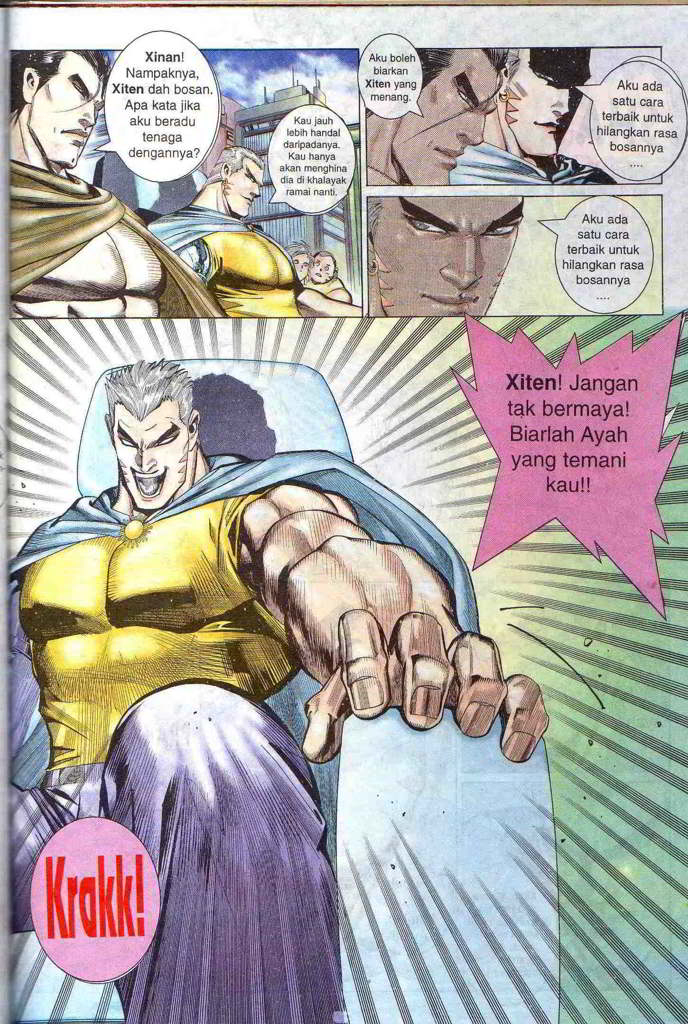 Xinan!
Nampaknya,
Xiten dah bosan.
Apa kata jika
aku beradu
tenaga
dengannya?
Kau jauh
lebih handal
daripadanya.
Kau hanya
akan menghina
dia di khalayak
ramai nanti.
Aku boleh
biarkan
Xiten yang
menang.
Aku ada
satu cara
terbaik untuk
hilangkan rasa
bosannya
....
Aku ada satu cara
terbaik untuk
hilangkan rasa
bosannya
....
Xiten! Jangan
tak bermaya!
Biarlah Ayah
yang temani
kau!!
Krakk!